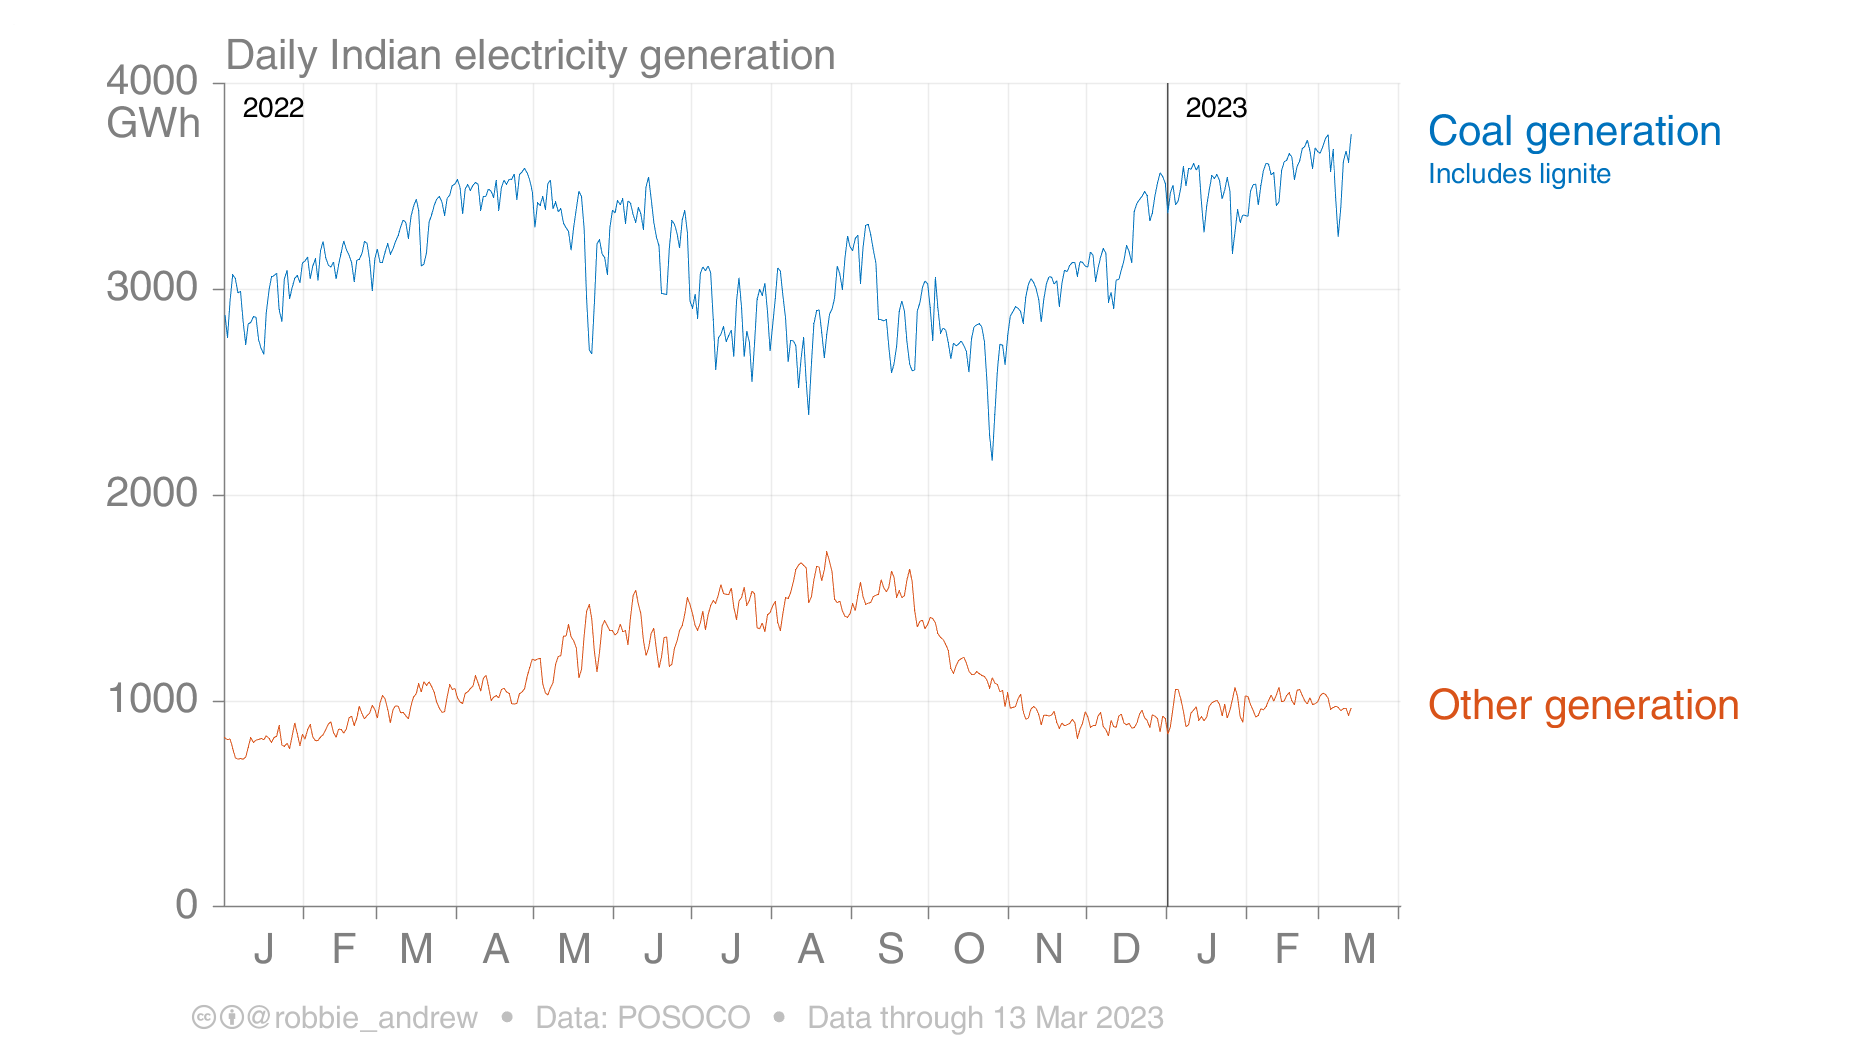 Daily Indian electricity generation
4000
GWh
2022
2023
Coal generation
Includes lignite
3000
2000
1000
Other generation
0
J F M A M J J A S O N D J F M
@robbie_andrew • Data: POSOCO • Data through 13 Mar 2023